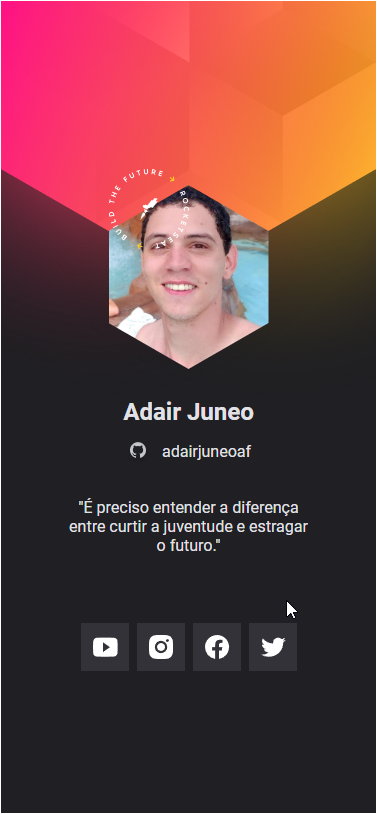 BUILD THE FUTURE → ROCKETSEAT →
Adair Juneo
adairjuneoaf
"É preciso entender a diferença
entre curtir a juventude e estragar
o futuro."